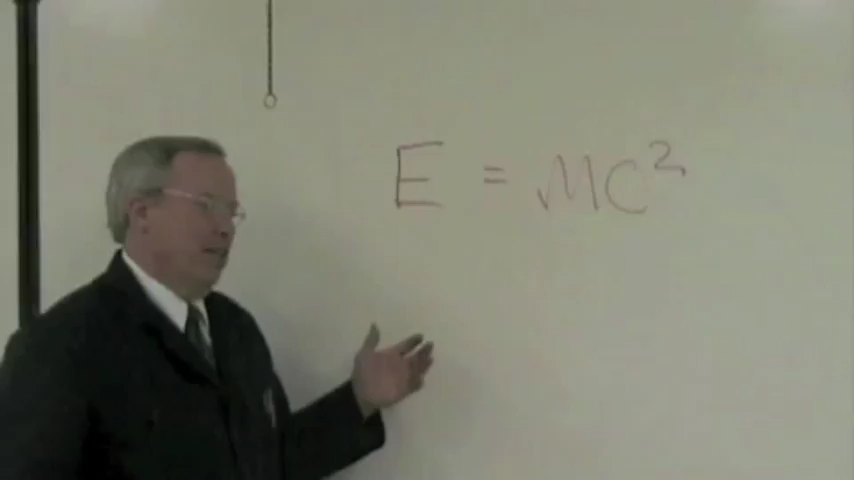 E = MC²